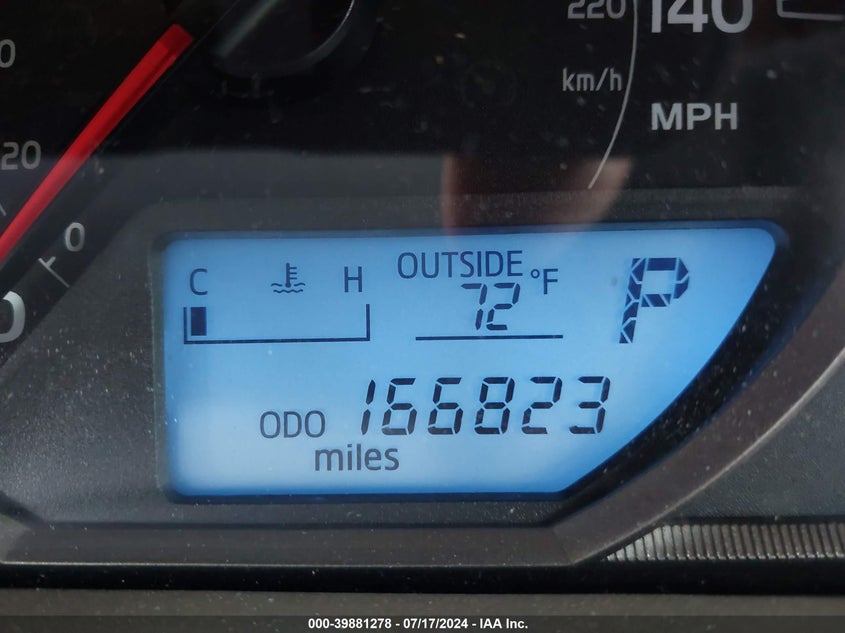 220 140
km/h
MPH
20
0
C H OUTSIDE °F
72
P
ODO 166823
miles
000-39881278 - 07/17/2024 - IAA Inc.